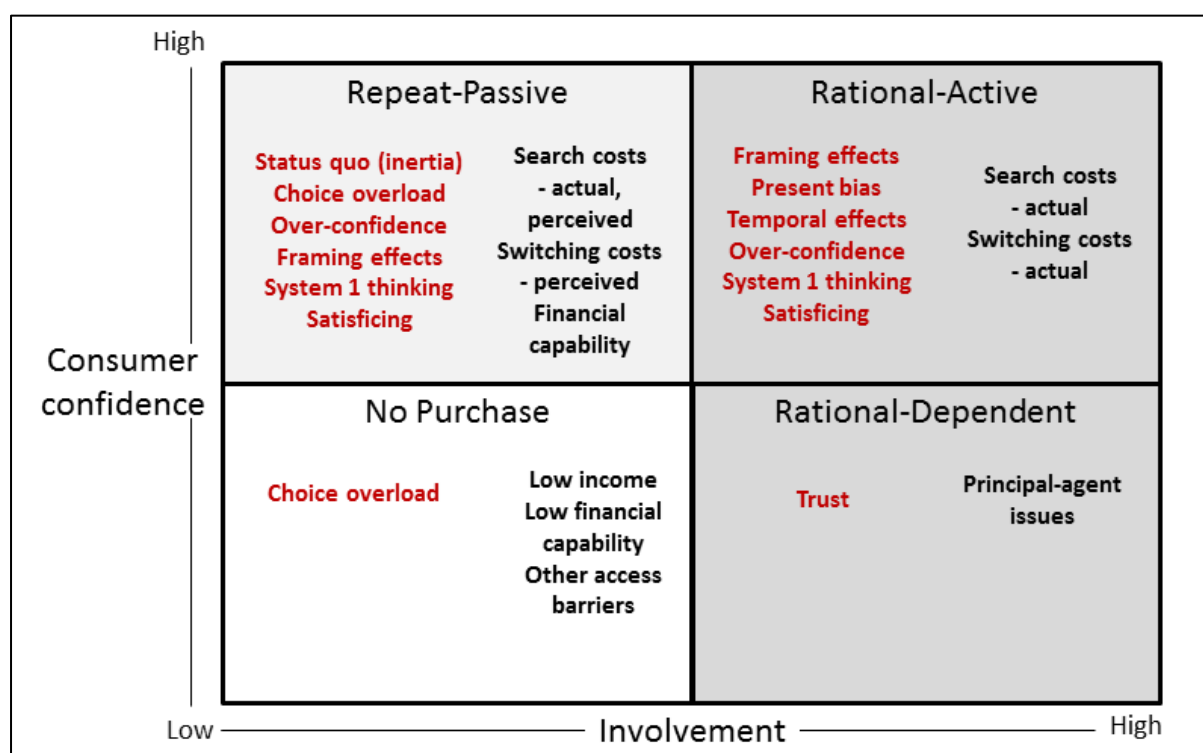 High
Repeat-Passive
Status quo (inertia)
Choice overload
Over-confidence
Framing effects
System 1 thinking
Satisficing
Search costs
- actual,
perceived
Switching costs
- perceived
Financial
capability
Rational-Active
Framing effects
Present bias
Temporal effects
Over-confidence
System 1 thinking
Satisficing
Search costs
- actual
Switching costs
- actual
Consumer
confidence
No Purchase
Choice overload
Low income
Low financial
capability
Other access
barriers
Rational-Dependent
Trust
Principal-agent
issues
Low
Involvement
High